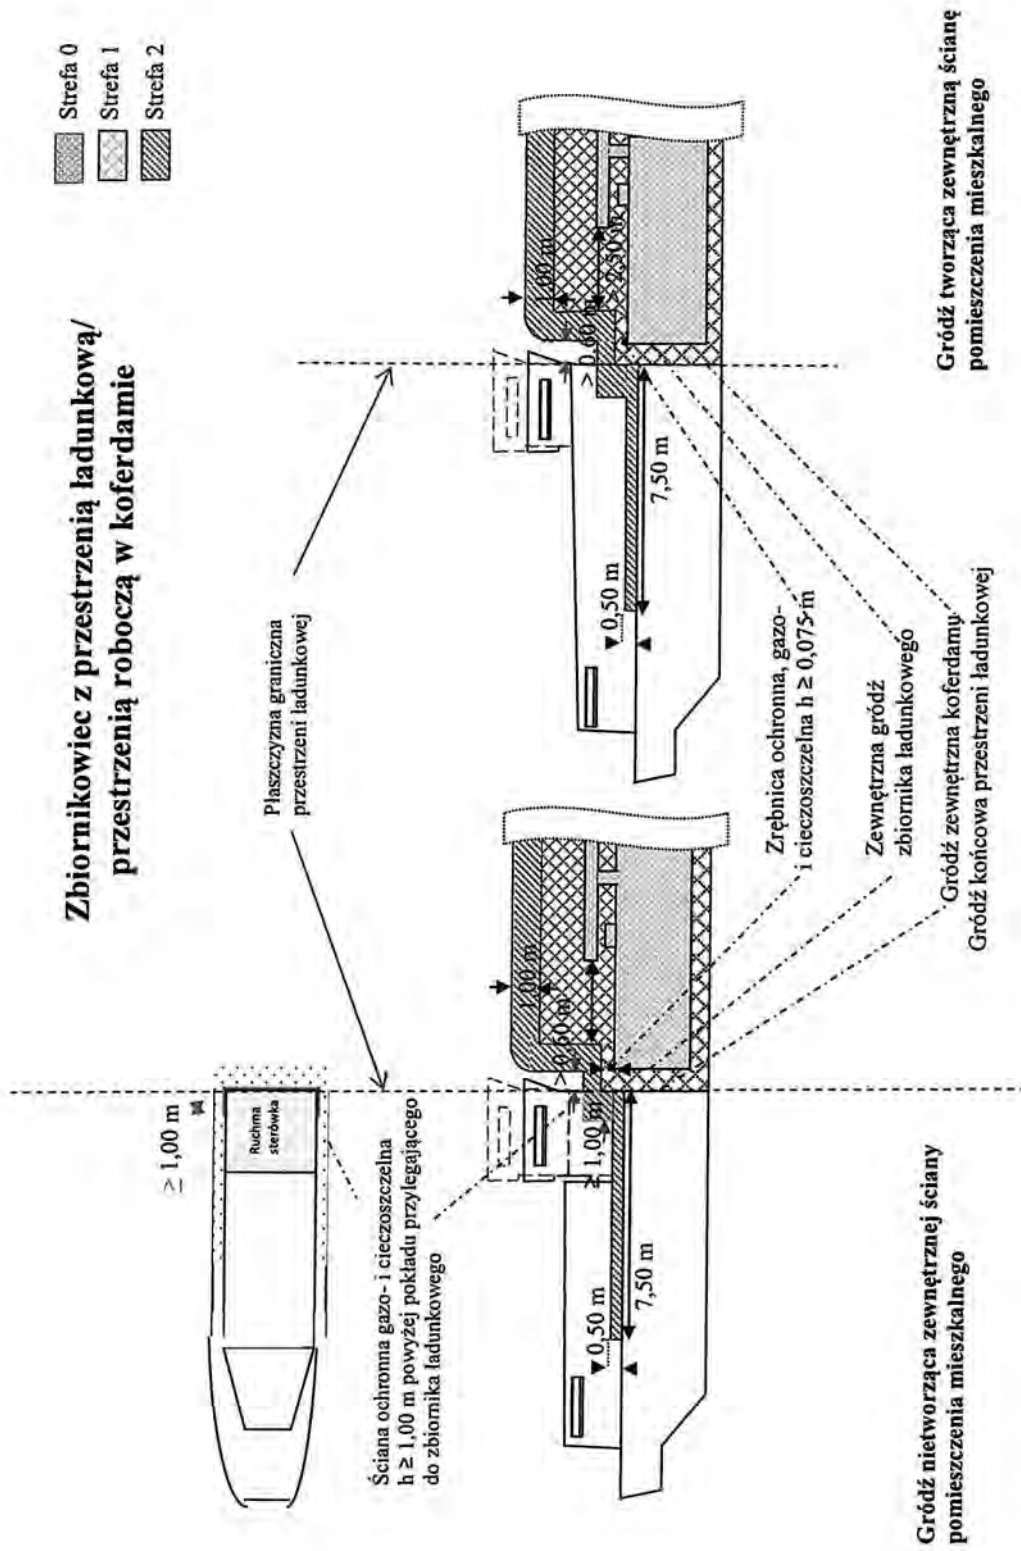 Zbiornikowiec z przestrzenią ładunkową/
przestrzenią roboczą w koferdamie
Strefa 0
Strefa 1
Strefa 2
Płaszczyzna graniczna
przestrzeni ładunkowej
≥ 1,00 m
Ruchma
sterówka
Ściana ochronna gazo- i cieczoszczelna
h ≥ 1,00 m powyżej pokładu przylegającego
do zbiornika ładunkowego
1,00 m
> 0,60 m
≥ 1,00 m
0,50 m
7,50 m
1,00 m
> 0,60 m
> 2,50 m
0,50 m
7,50 m
Zrębnica ochronna, gazo-
i cieczoszczelna h ≥ 0,075 m
Zewnętrzna gródź
zbiornika ładunkowego
Gródź zewnętrzna koferdamu
Gródź końcowa przestrzeni ładunkowej
Gródź nietworząca zewnętrznej ściany
pomieszczenia mieszkalnego
Gródź tworząca zewnętrzną ścianę
pomieszczenia mieszkalnego